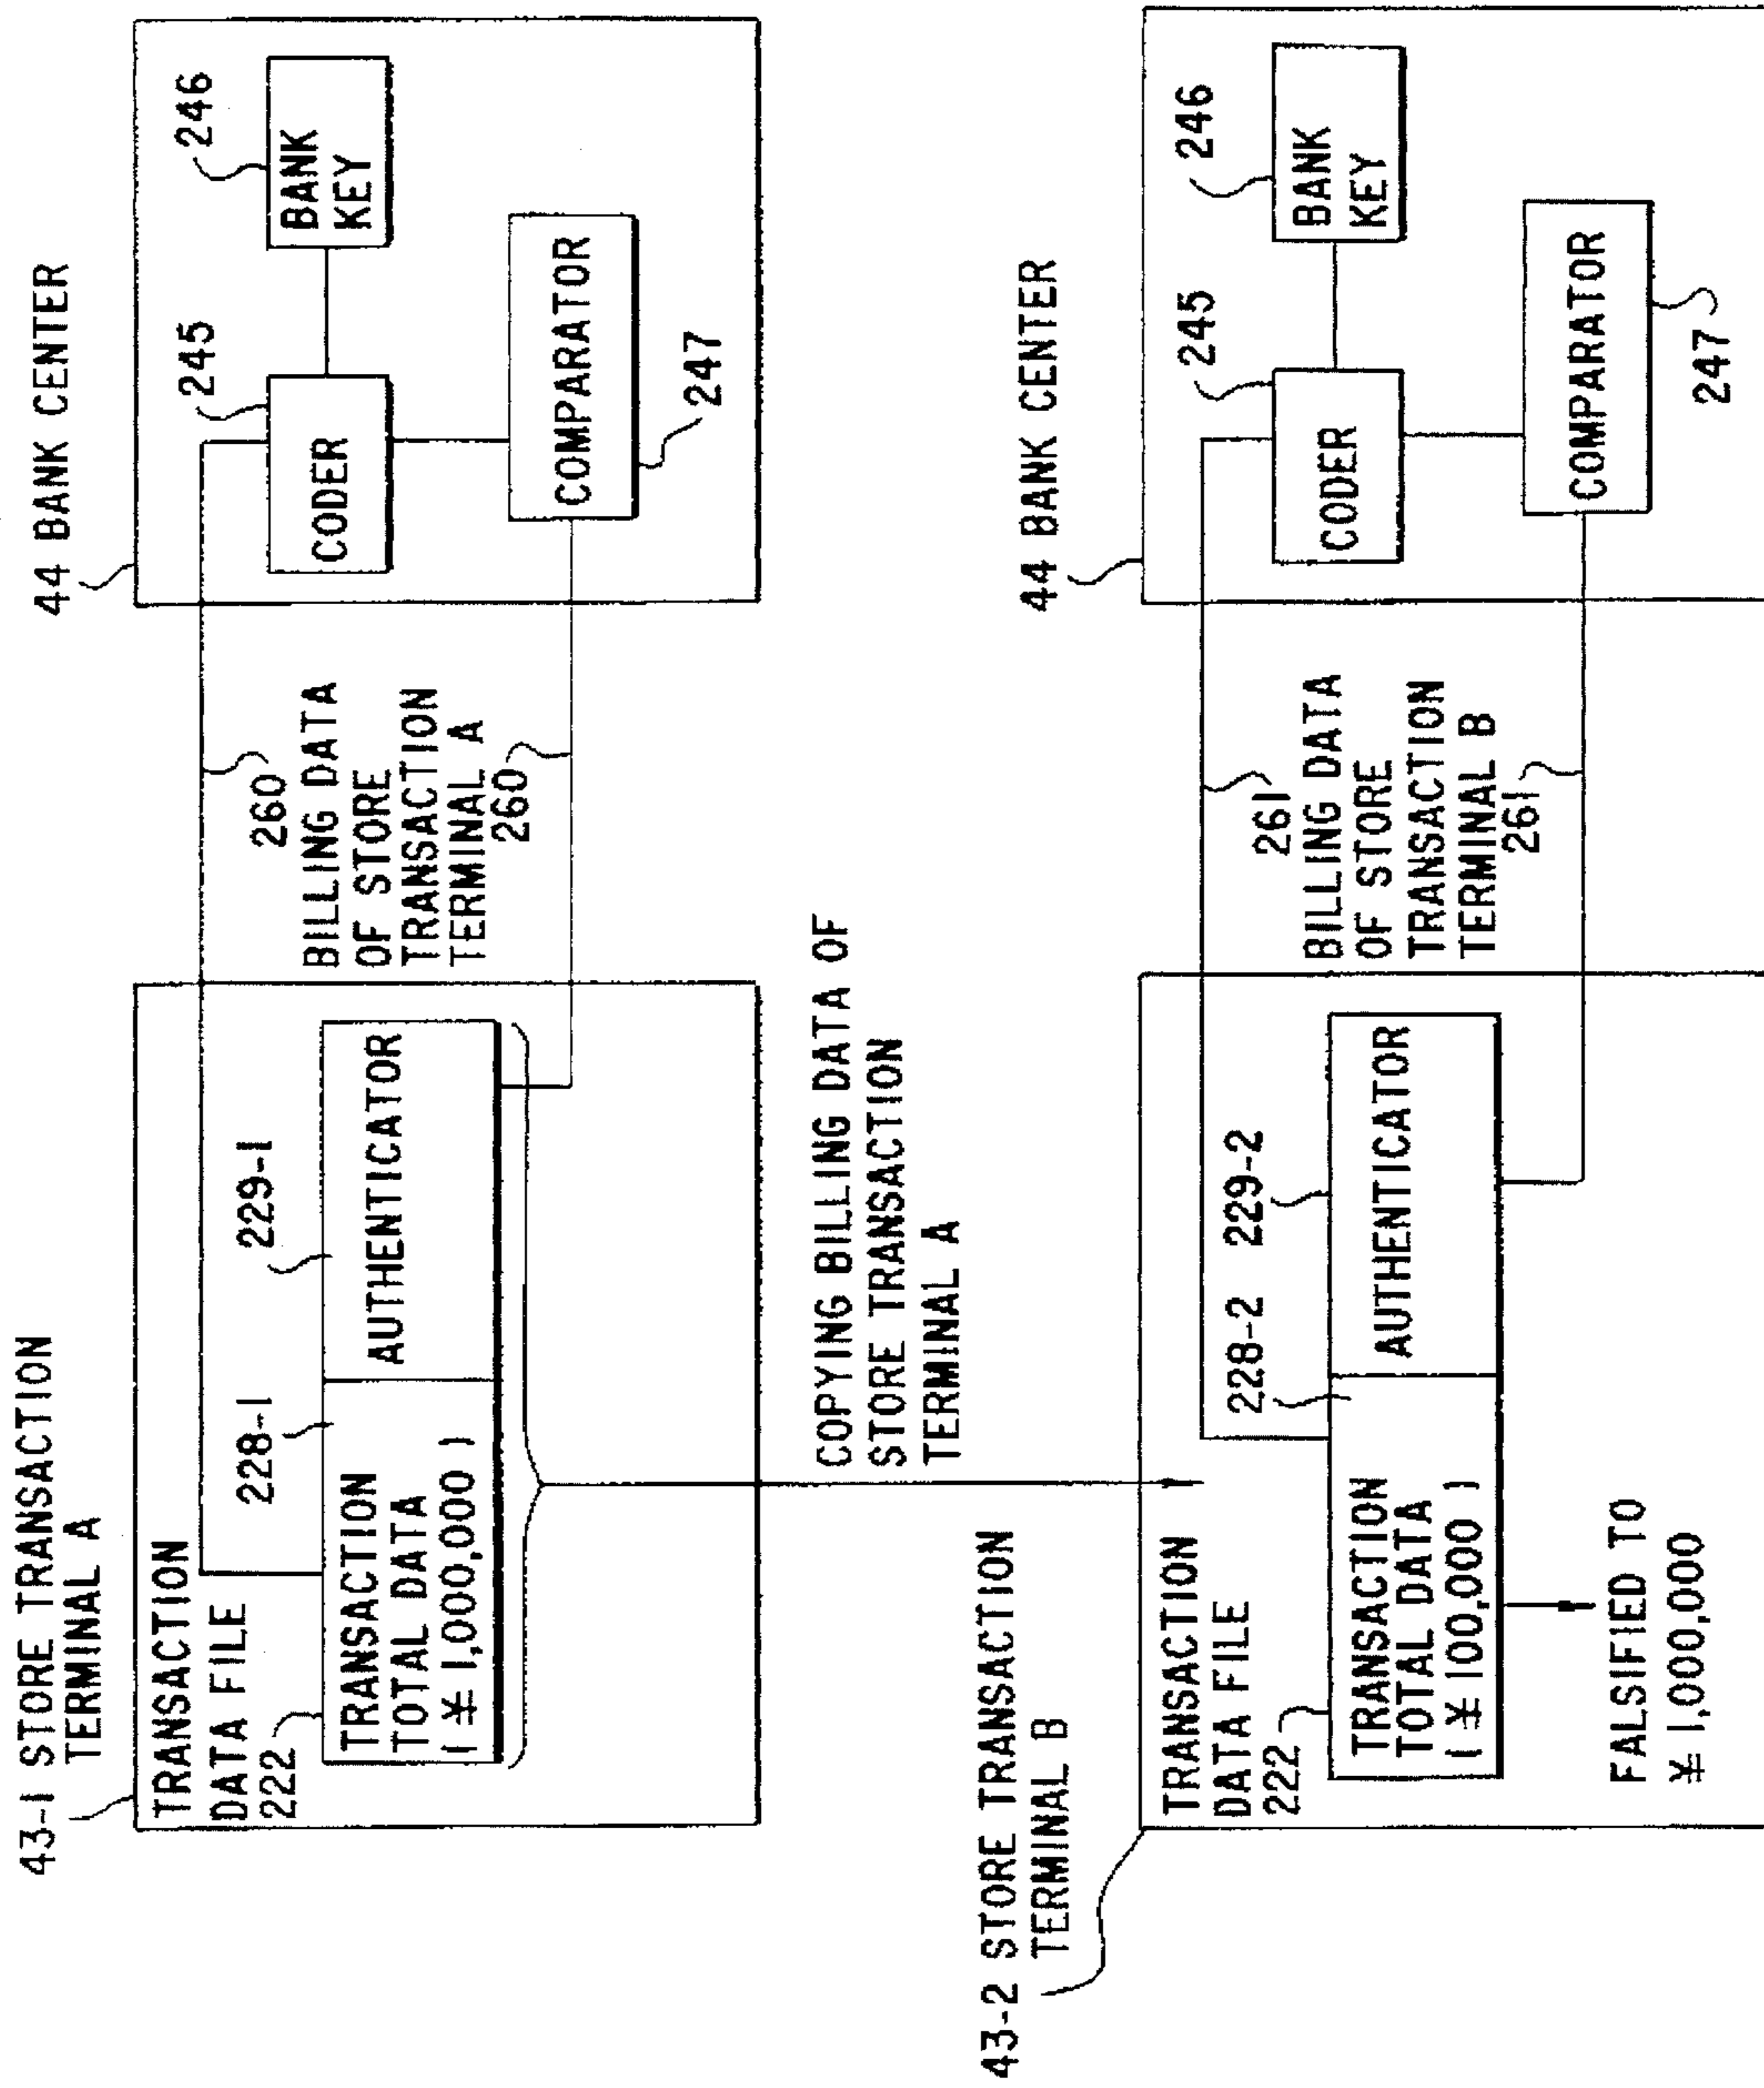 43-1 STORE TRANSACTION
TERMINAL A
TRANSACTION
DATA FILE
222
228-1
229-1
TRANSACTION
TOTAL DATA
(¥1,000,000)
AUTHENTICATOR
260
BILLING DATA
OF STORE
TRANSACTION
TERMINAL A
260
44 BANK CENTER
245
246
CODER
BANK
KEY
COMPARATOR
247
COPYING BILLING DATA OF
STORE TRANSACTION
TERMINAL A
43-2 STORE TRANSACTION
TERMINAL B
TRANSACTION
DATA FILE
222
228-2
229-2
TRANSACTION
TOTAL DATA
(¥100,000)
AUTHENTICATOR
FALSIFIED TO
¥1,000,000
261
BILLING DATA
OF STORE
TRANSACTION
TERMINAL B
261
44 BANK CENTER
245
246
CODER
BANK
KEY
COMPARATOR
247